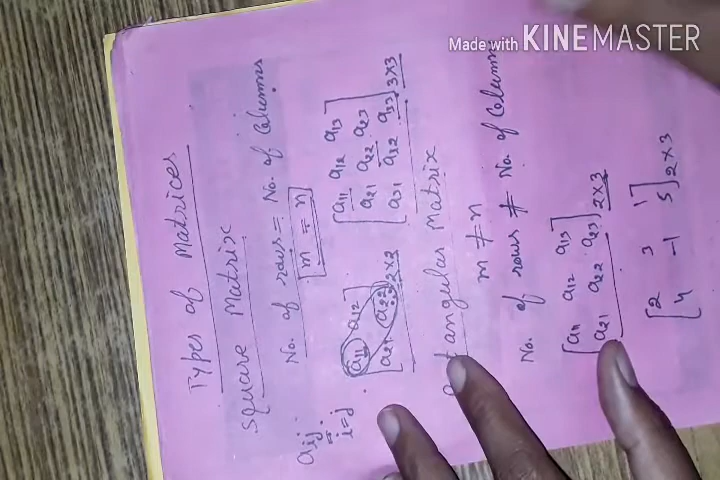 Made with KINEMASTER
Types of Matrices
Square Matrix
No. of rows = No. of Columns
[m = n]
aij
i=j
[a11 a12
a21 a22] 2×2
[a11 a12 a13
a21 a22 a23
a31 a32 a33] 3×3
tangular Matrix
m ≠ n
No. of rows ≠ No. of Colum
[a11 a12 a13
a21 a22 a23] 2×3
[2 3 1
4 -1 5] 2×3